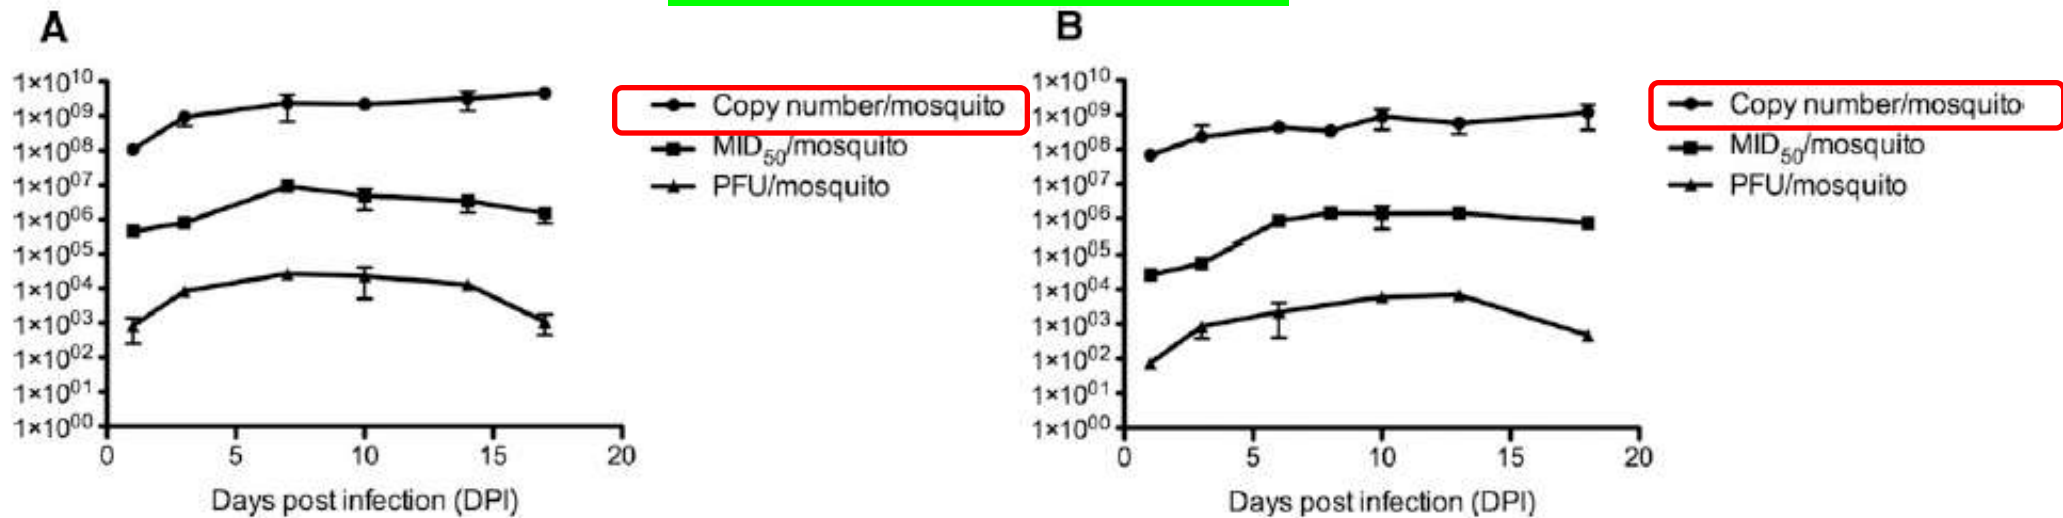 A
1×10^10
1×10^09
1×10^08
1×10^07
1×10^06
1×10^05
1×10^04
1×10^03
1×10^02
1×10^01
1×10^00
0 5 10 15 20
Days post infection (DPI)
Copy number/mosquito
MID50/mosquito
PFU/mosquito
B
1×10^10
1×10^09
1×10^08
1×10^07
1×10^06
1×10^05
1×10^04
1×10^03
1×10^02
1×10^01
1×10^00
0 5 10 15 20
Days post infection (DPI)
Copy number/mosquito
MID50/mosquito
PFU/mosquito